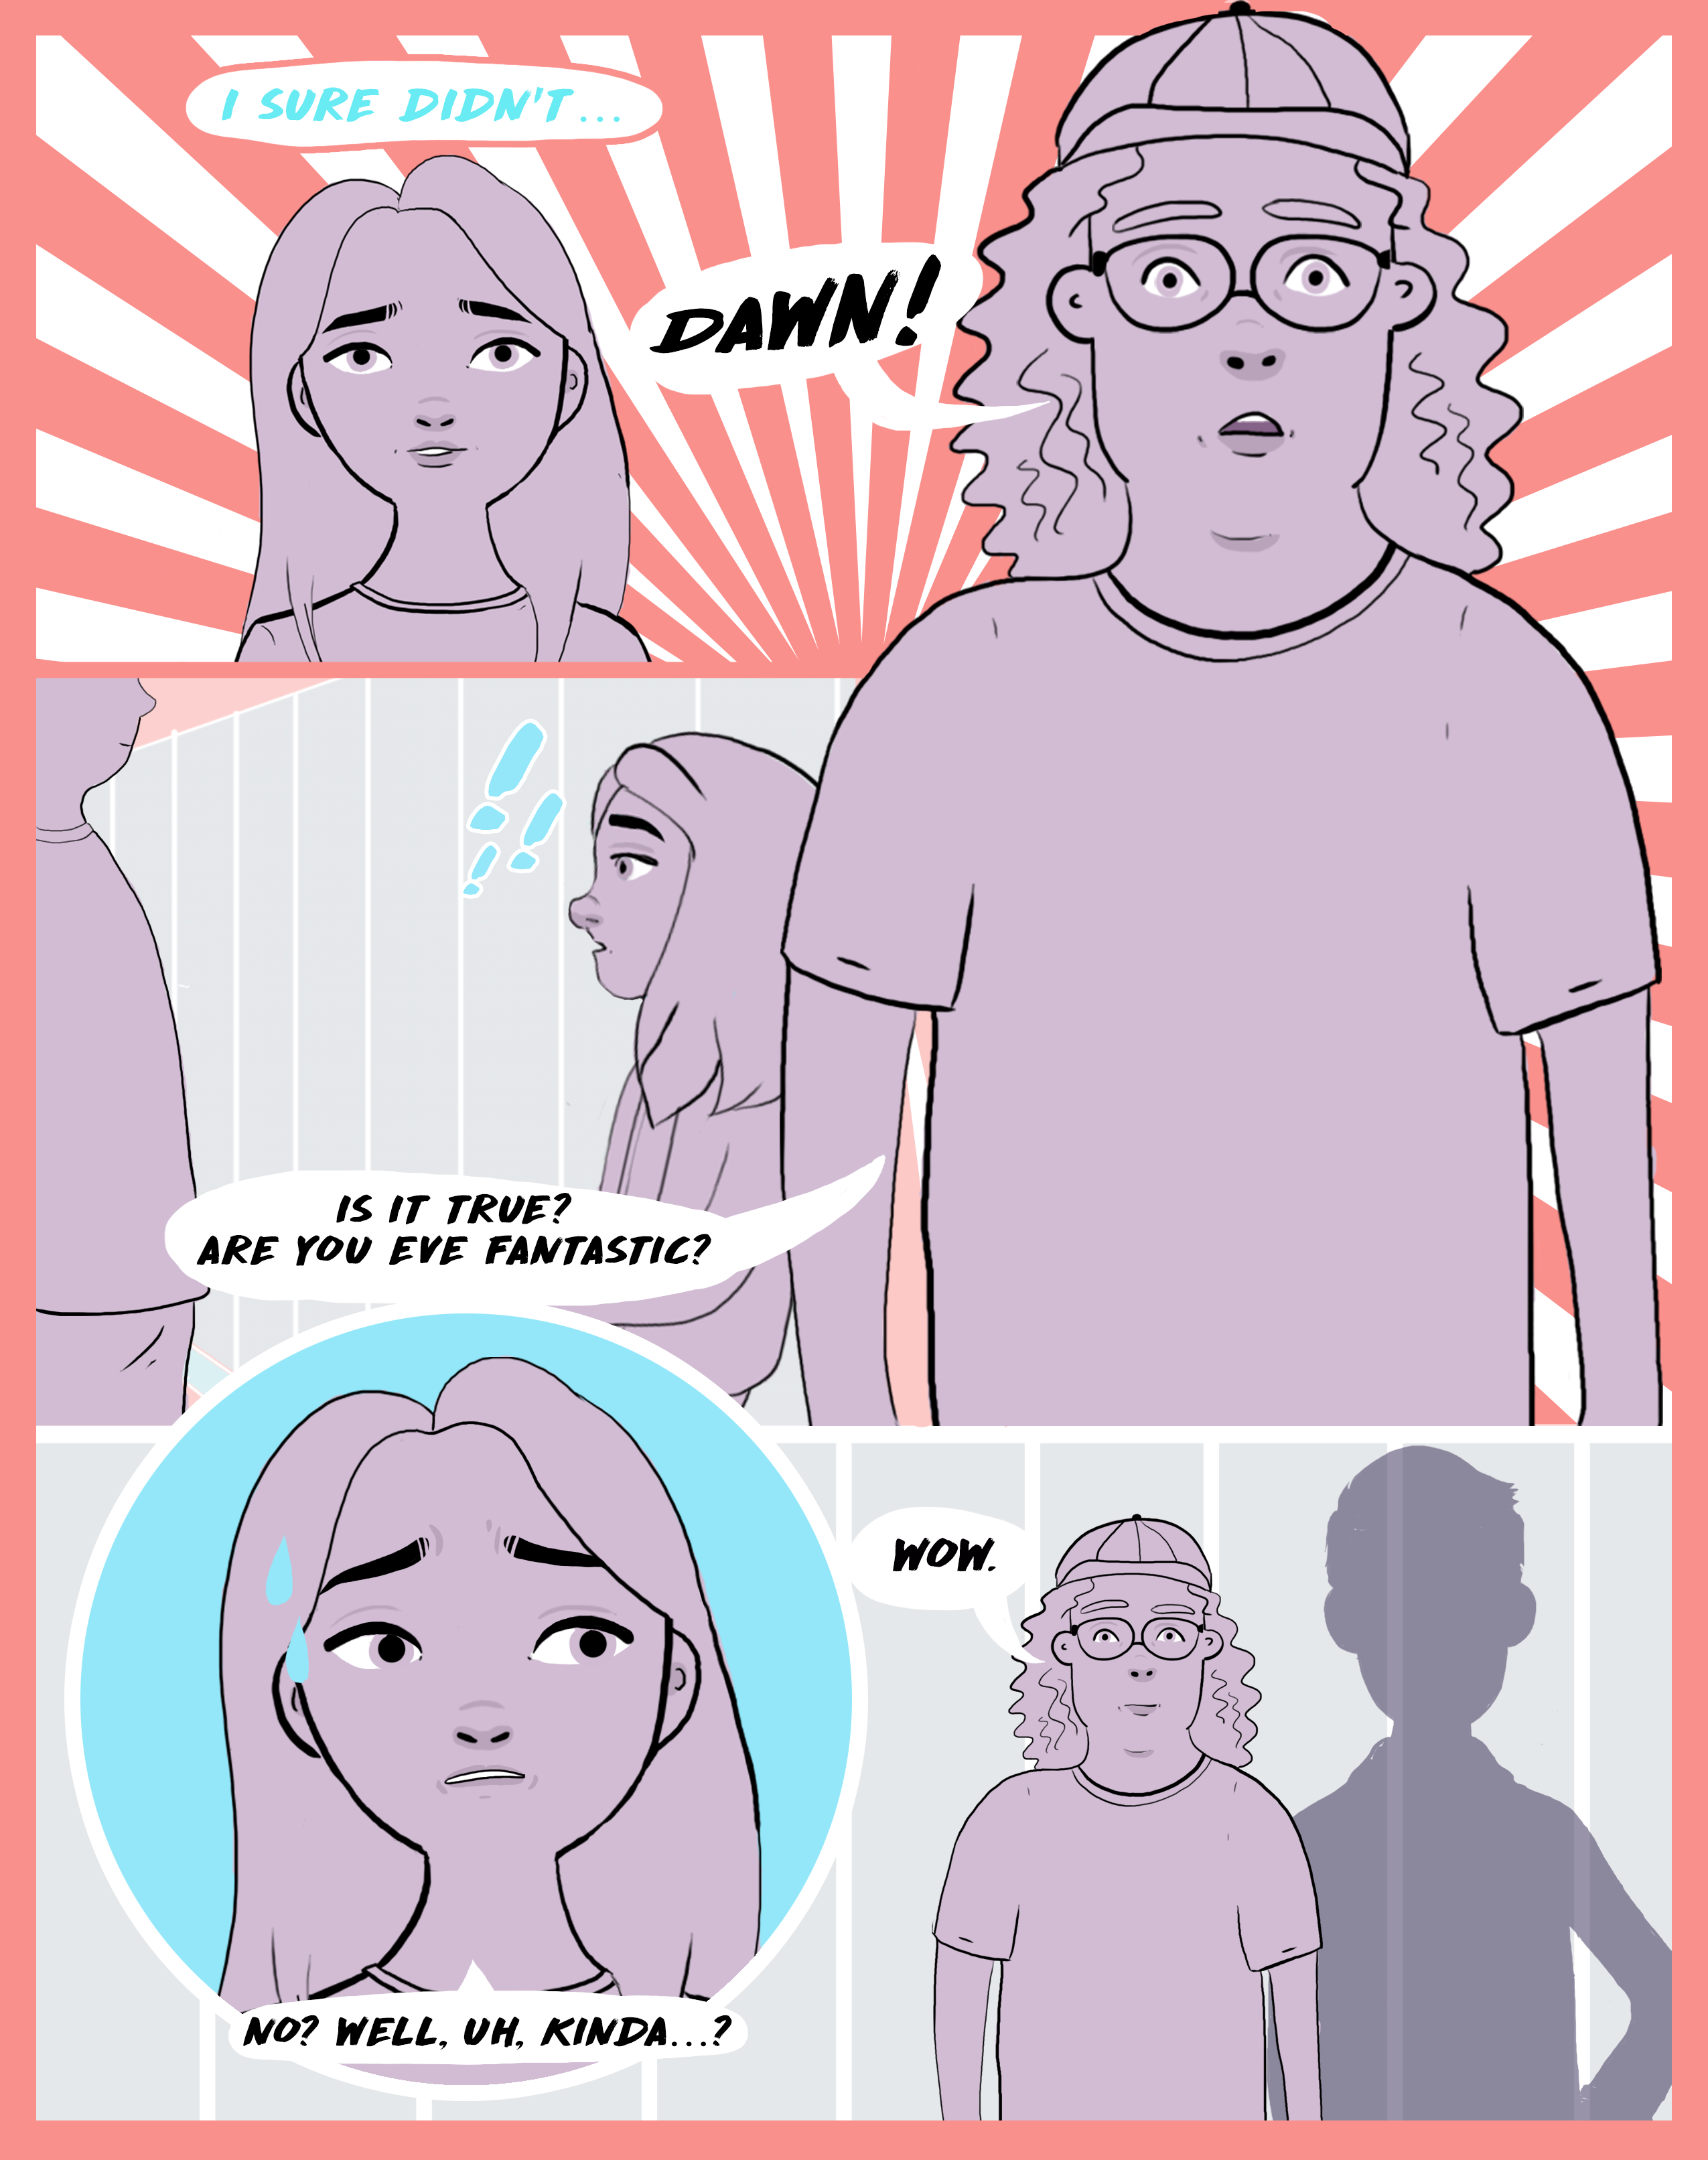 I SURE DIDN'T...
DAWN!
IS IT TRUE?
ARE YOU EVE FANTASTIC?
WOW.
NO? WELL, UH, KINDA...?